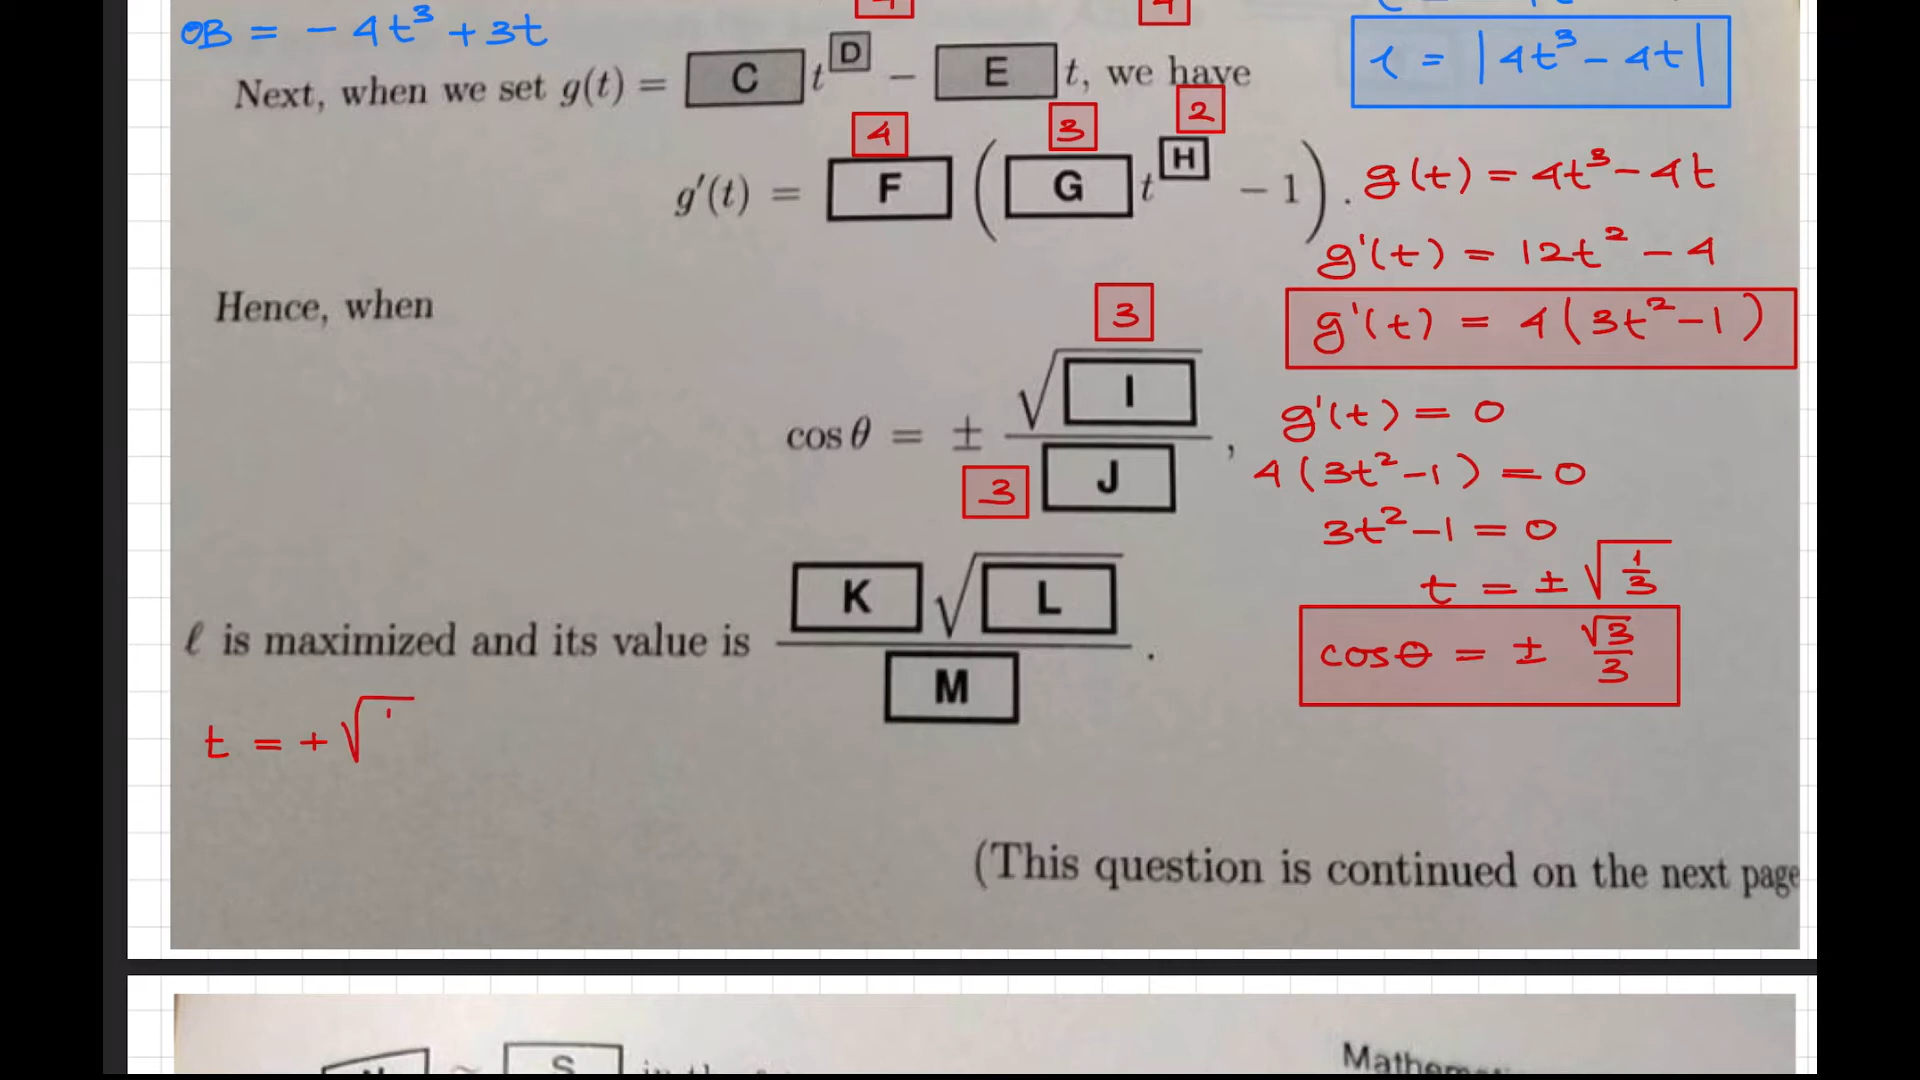 OB = - 4t³ + 3t
Next, when we set g(t) = C t^D − E t, we have
ℓ = |4t³ - 4t|
4 3 2
g′(t) = F ( G t^H − 1 ) .
g(t) = 4t³ - 4t
g'(t) = 12t² - 4
g'(t) = 4(3t² - 1)
Hence, when
3
cos θ = ± √I / J ,
3
g'(t) = 0
4(3t² - 1) = 0
3t² - 1 = 0
t = ± √(1/3)
cosθ = ± √3/3
ℓ is maximized and its value is K √L / M .
t = + √
(This question is continued on the next page
S